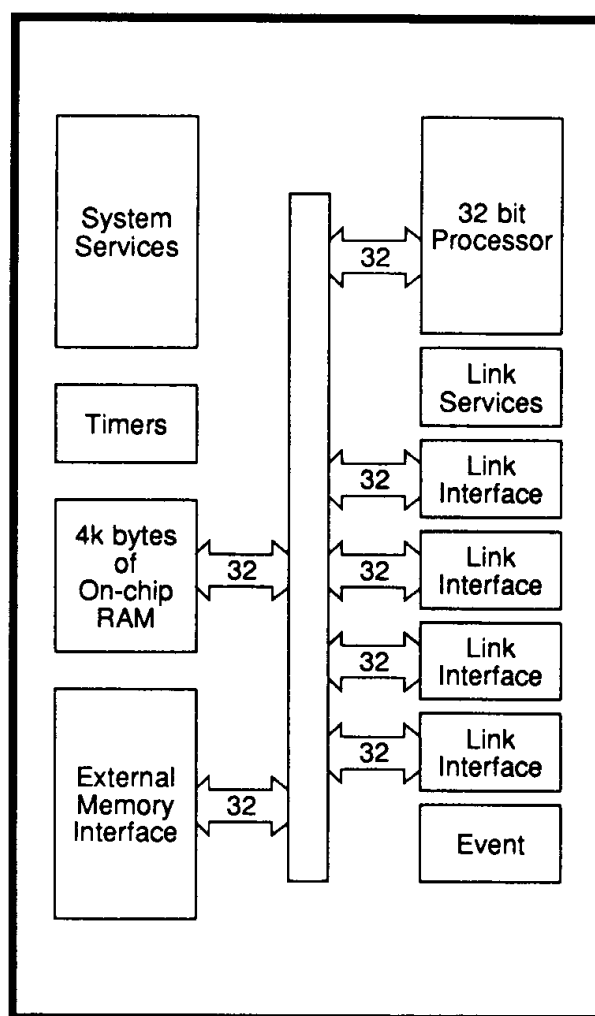 System
Services
Timers
4k bytes
of
On-chip
RAM
32
External
Memory
Interface
32
32 bit
Processor
32
Link
Services
Link
Interface
32
Link
Interface
32
Link
Interface
32
Link
Interface
32
Event